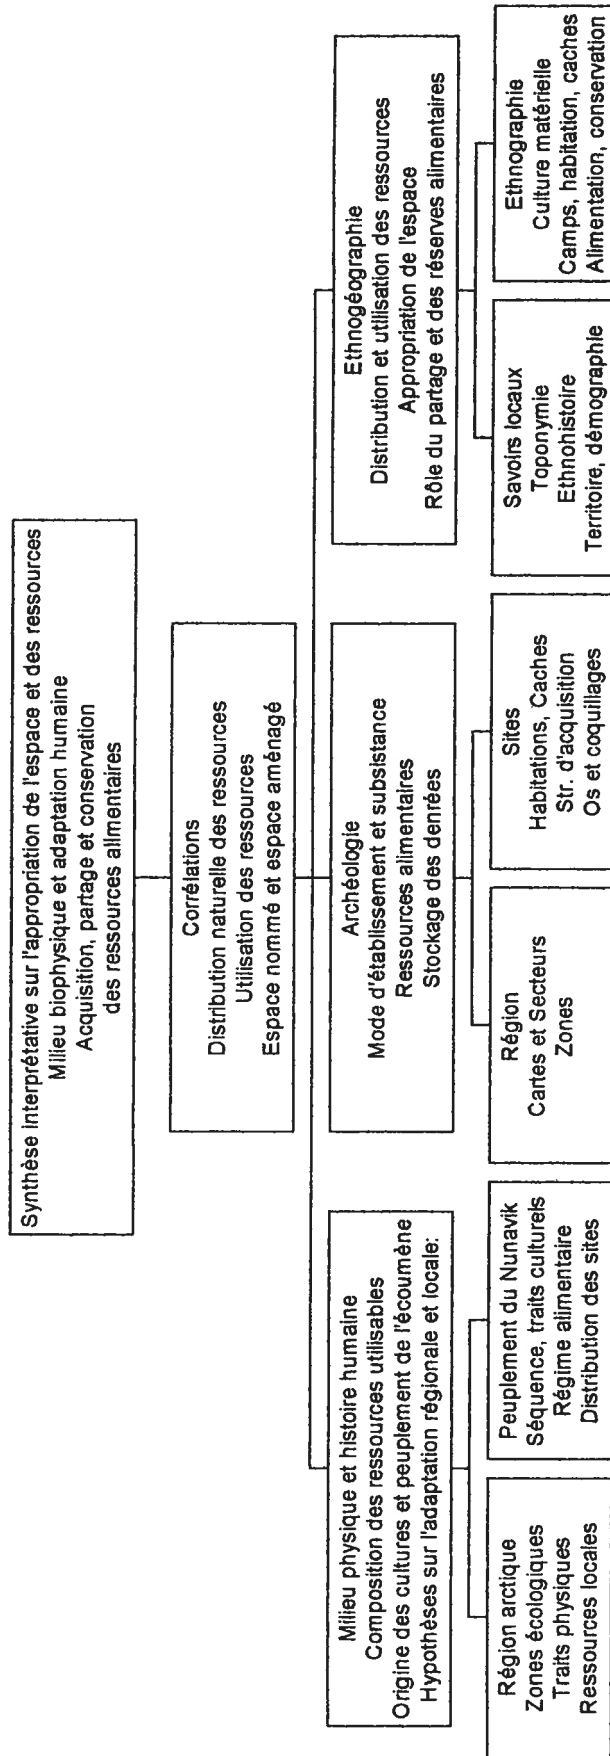 Synthèse interprétative sur l'appropriation de l'espace et des ressources
Milieu biophysique et adaptation humaine
Acquisition, partage et conservation
des ressources alimentaires
Corrélations
Distribution naturelle des ressources
Utilisation des ressources
Espace nommé et espace aménagé
Milieu physique et histoire humaine
Composition des ressources utilisables
Origine des cultures et peuplement de l'écoumène
Hypothèses sur l'adaptation régionale et locale:
Archéologie
Mode d'établissement et subsistance
Ressources alimentaires
Stockage des denrées
Ethnogéographie
Distribution et utilisation des ressources
Appropriation de l'espace
Rôle du partage et des réserves alimentaires
Région arctique
Zones écologiques
Traits physiques
Ressources locales
Peuplement du Nunavik
Séquence, traits culturels
Régime alimentaire
Distribution des sites
Région
Cartes et Secteurs
Zones
Sites
Habitations, Caches
Str. d'acquisition
Os et coquillages
Savoirs locaux
Toponymie
Ethnohistoire
Territoire, démographie
Ethnographie
Culture matérielle
Camps, habitation, caches
Alimentation, conservation